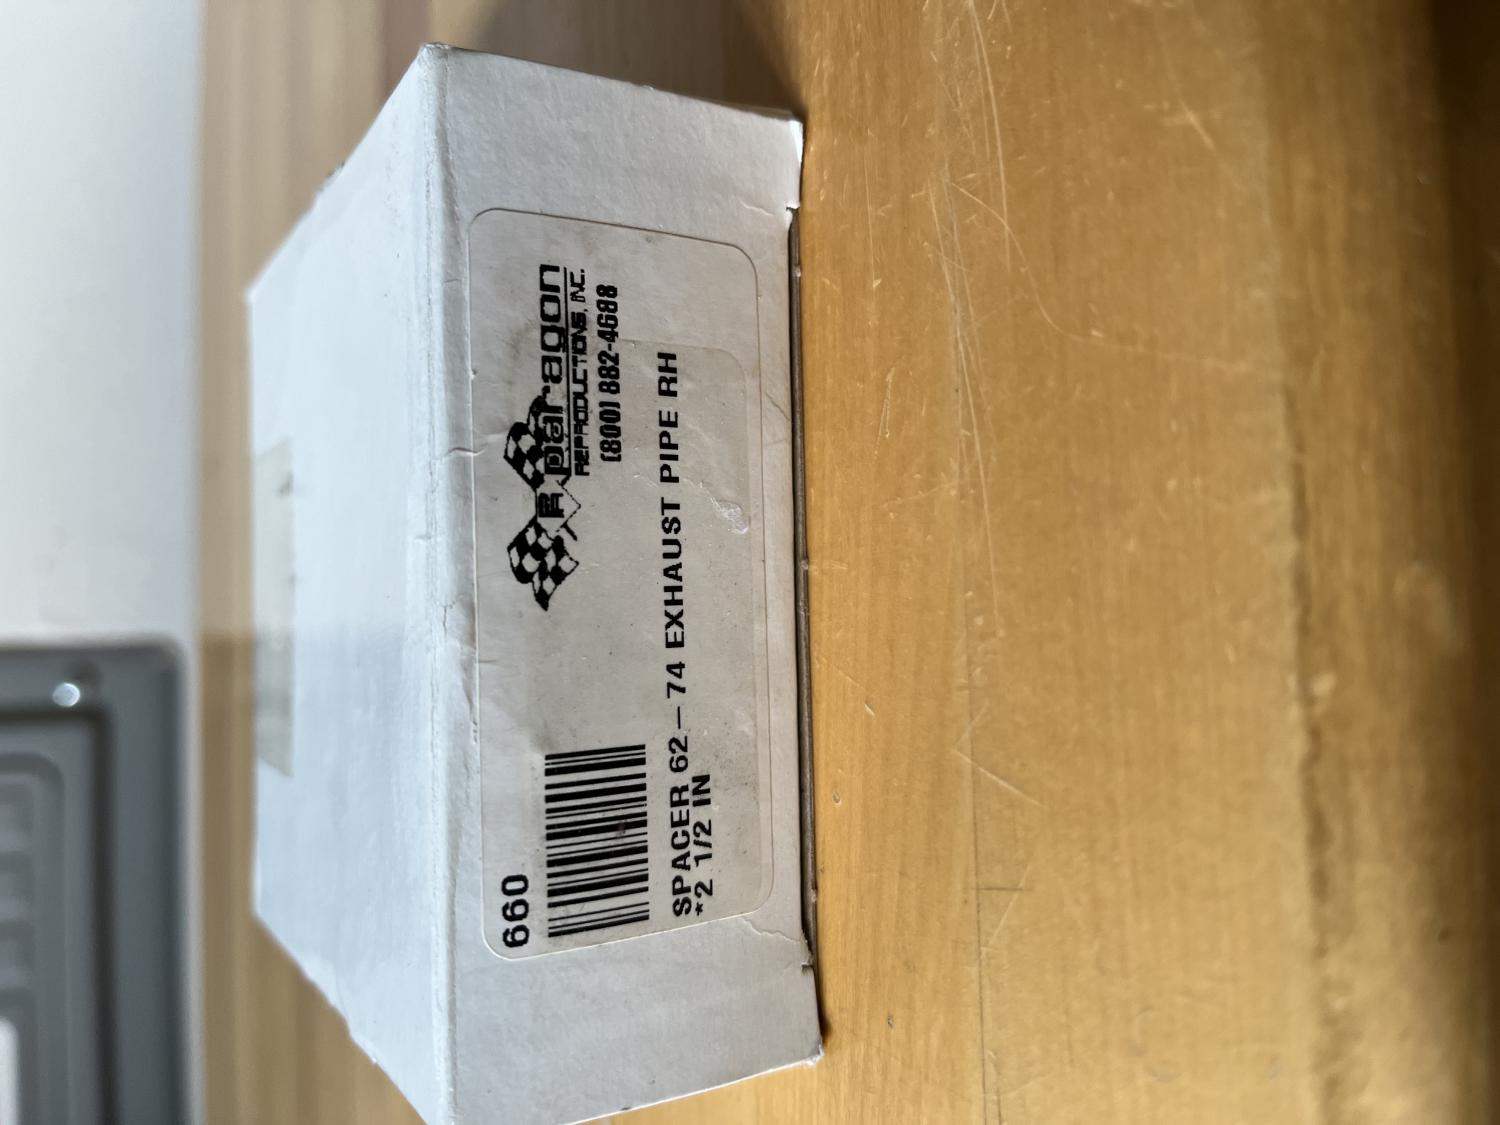 660
paragon
REPRODUCTIONS, INC.
(800) 882-4688
SPACER 62–74 EXHAUST PIPE RH
*2 1/2 IN